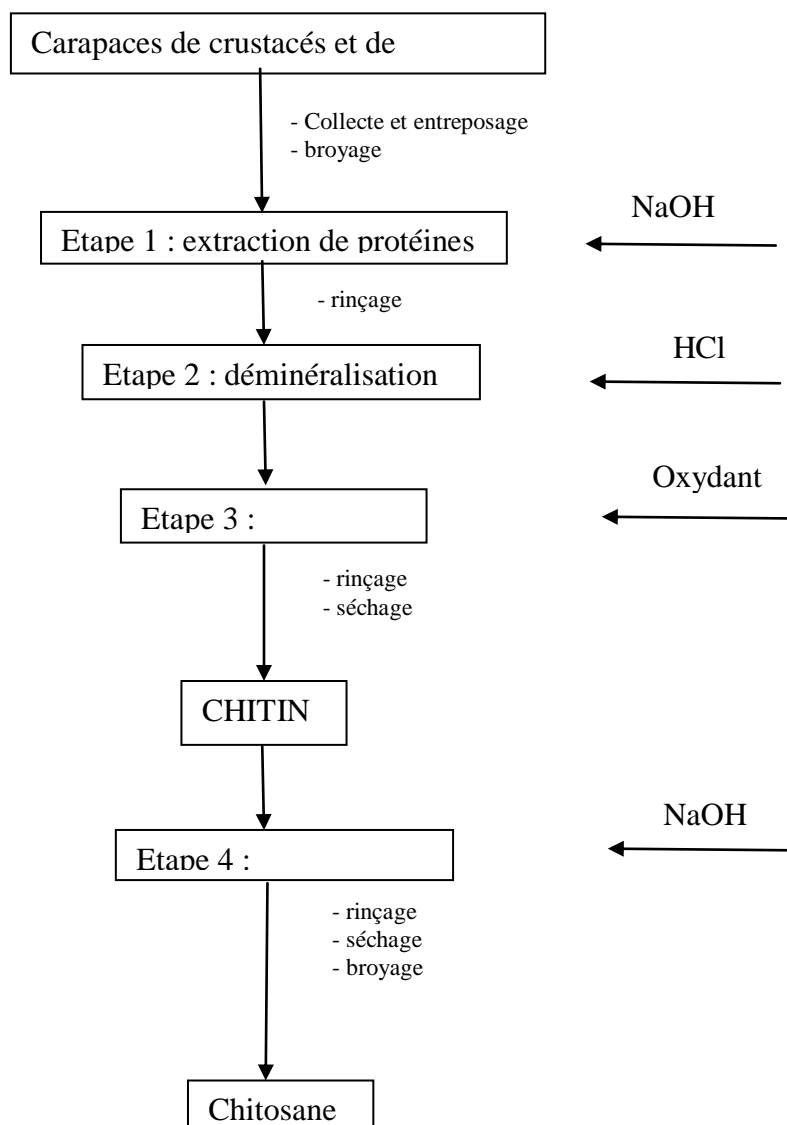 Carapaces de crustacés et de
- Collecte et entreposage
- broyage
NaOH
Etape 1 : extraction de protéines
- rinçage
HCl
Etape 2 : déminéralisation
Oxydant
Etape 3 :
- rinçage
- séchage
CHITIN
NaOH
Etape 4 :
- rinçage
- séchage
- broyage
Chitosane